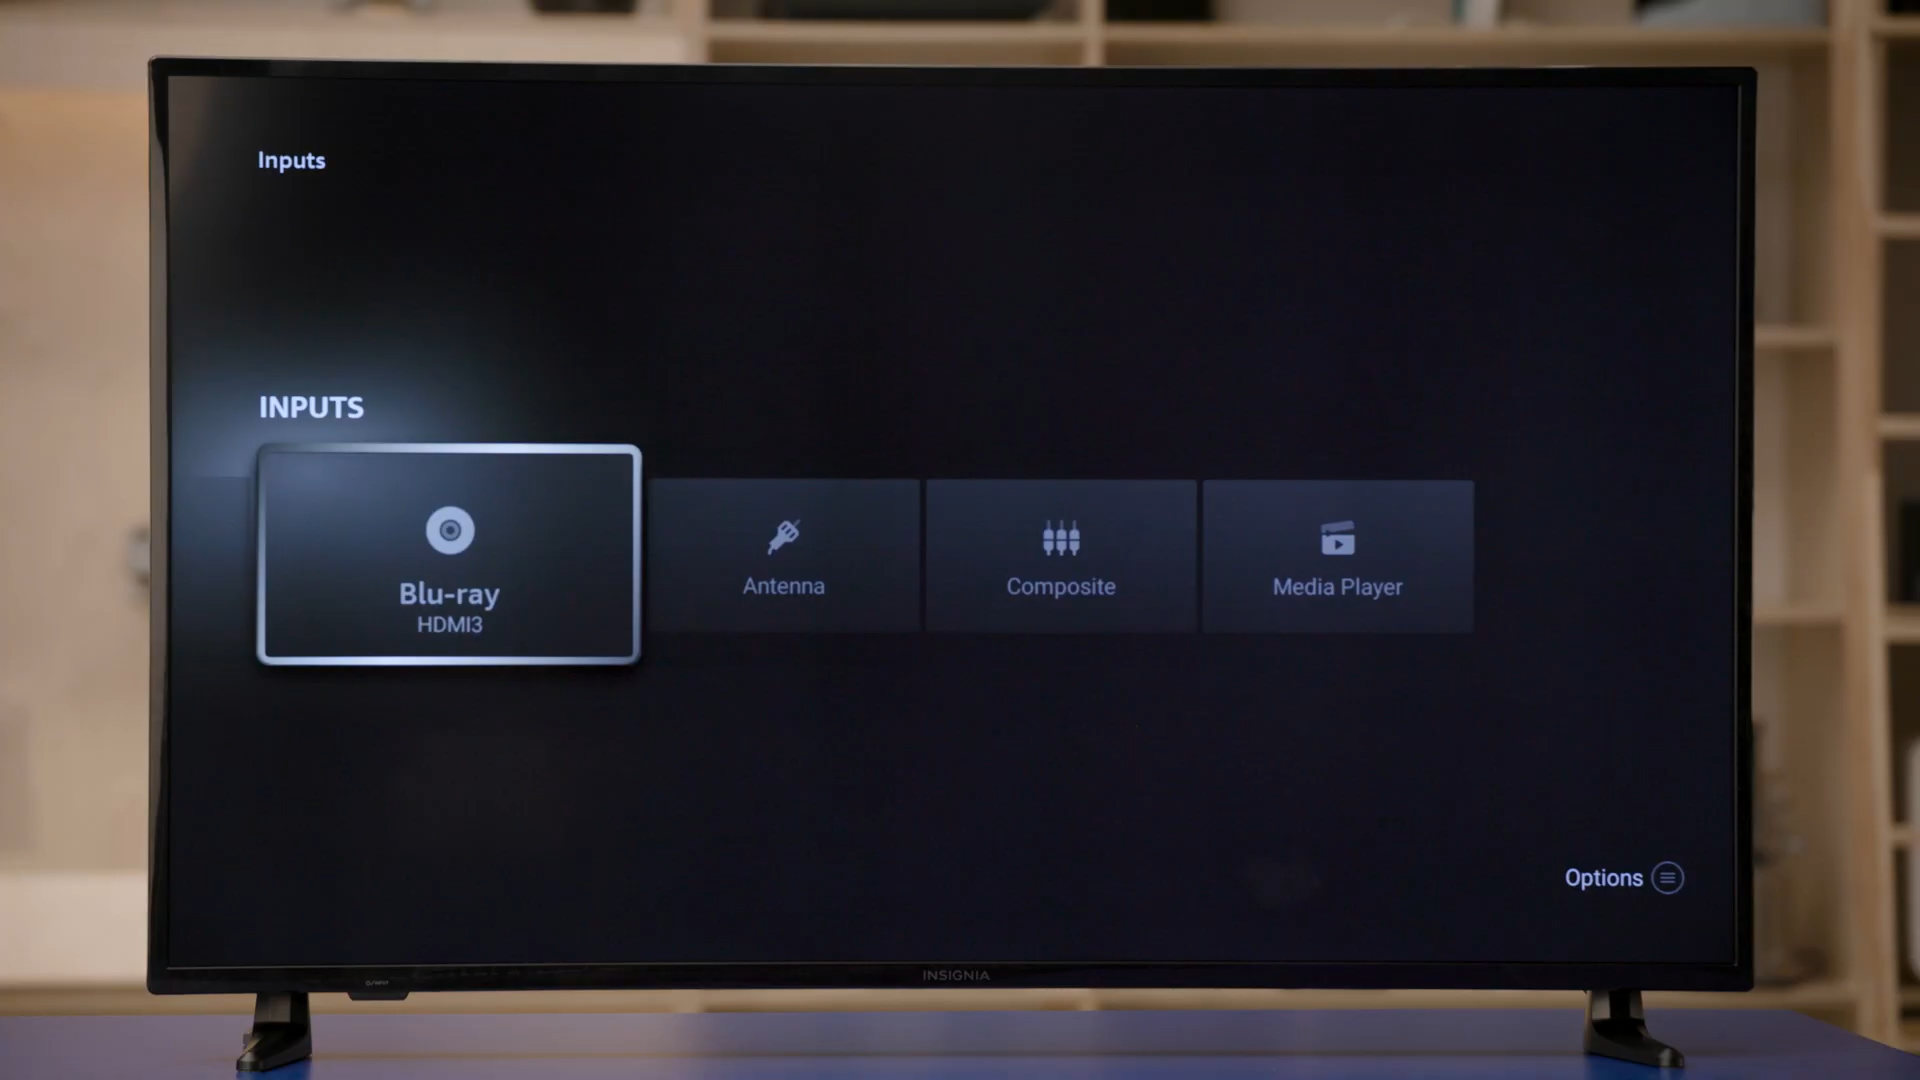 Inputs
INPUTS
Blu-ray
HDMI3
Antenna
Composite
Media Player
Options
INSIGNIA